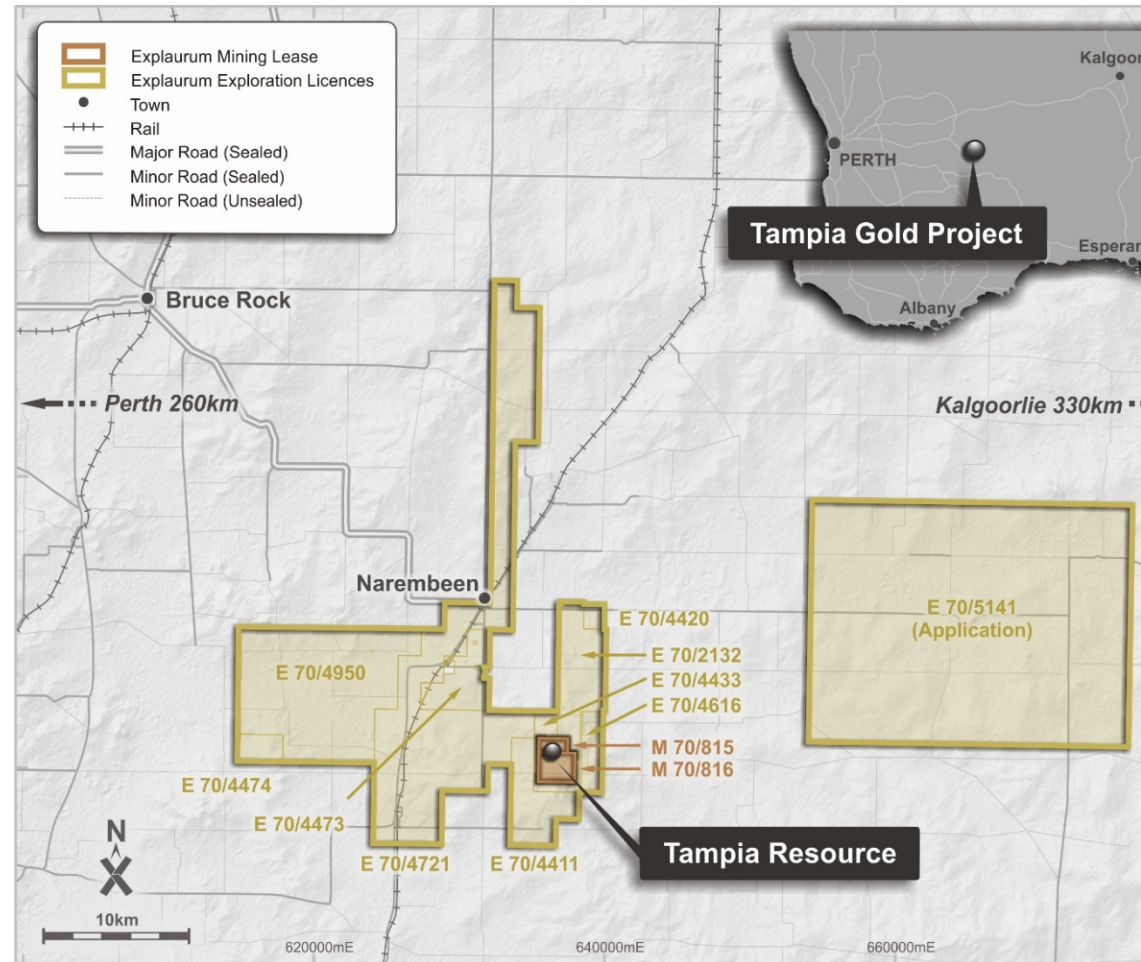 Explaurum Mining Lease
Explaurum Exploration Licences
Town
Rail
Major Road (Sealed)
Minor Road (Sealed)
Minor Road (Unsealed)
PERTH
Tampia Gold Project
Albany
Bruce Rock
Perth 260km
Kalgoorlie 330km
Narembeen
E 70/4420
E 70/5141
(Application)
E 70/4950
E 70/2132
E 70/4433
E 70/4616
M 70/815
M 70/816
E 70/4474
E 70/4473
Tampia Resource
E 70/4721
E 70/4411
N
10km
620000mE
640000mE
660000mE